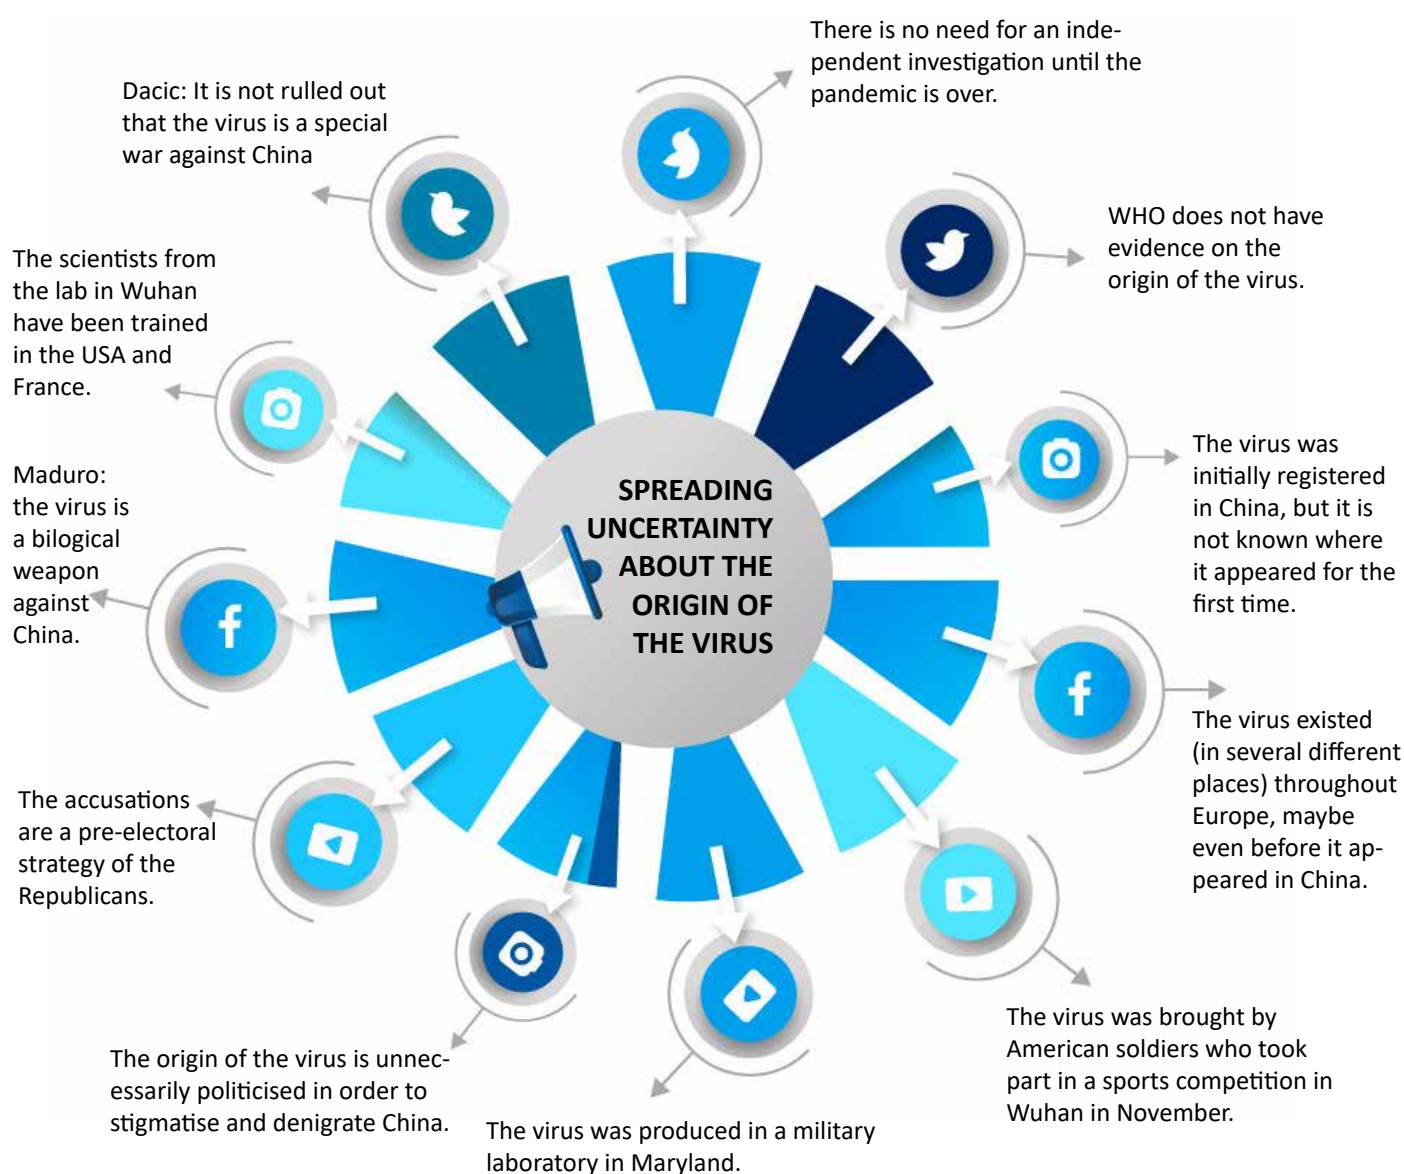 There is no need for an inde-
pendent investigation until the
pandemic is over.
Dacic: It is not rulled out
that the virus is a special
war against China
WHO does not have
evidence on the
origin of the virus.
The scientists from
the lab in Wuhan
have been trained
in the USA and
France.
The virus was
initially registered
in China, but it is
not known where
it appeared for the
first time.
Maduro:
the virus is
a bilogical
weapon
against
China.
SPREADING
UNCERTAINTY
ABOUT THE
ORIGIN OF
THE VIRUS
The virus existed
(in several different
places) throughout
Europe, maybe
even before it ap-
peared in China.
The accusations
are a pre-electoral
strategy of the
Republicans.
The virus was brought by
American soldiers who took
part in a sports competition in
Wuhan in November.
The origin of the virus is unnec-
essarily politicised in order to
stigmatise and denigrate China.
The virus was produced in a military
laboratory in Maryland.